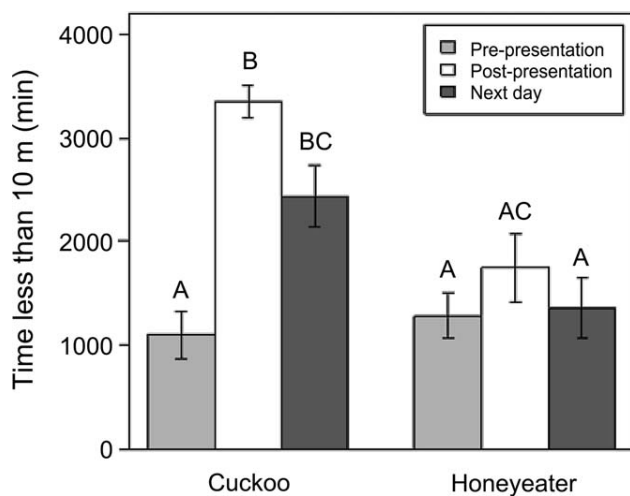 4000
3000
2000
1000
0
Time less than 10 m (min)
Pre-presentation
Post-presentation
Next day
A
B
BC
A
AC
A
Cuckoo
Honeyeater